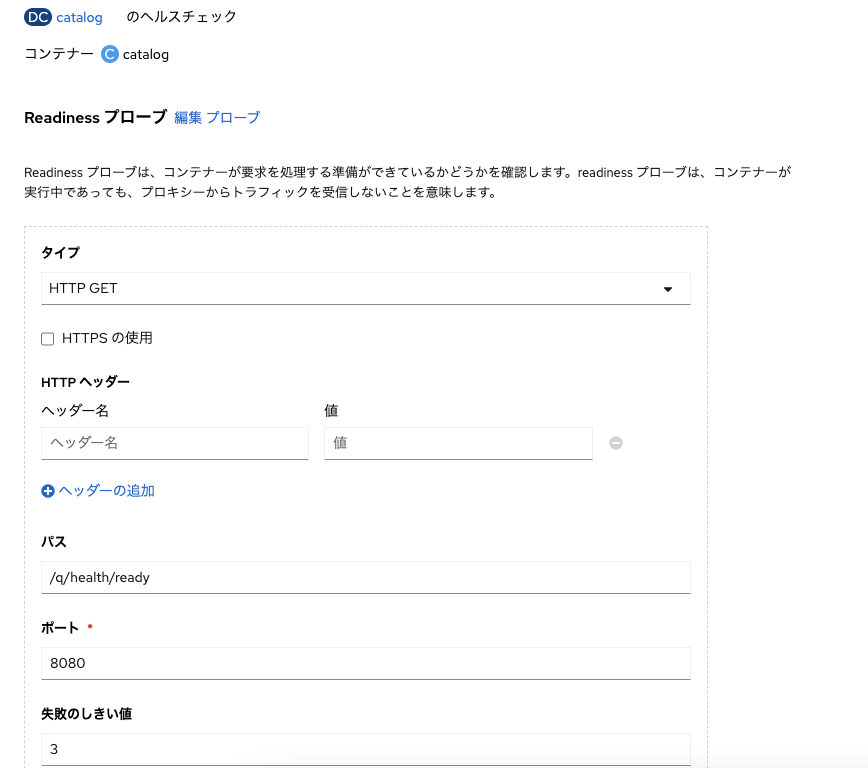 DC catalog のヘルスチェック
コンテナー C catalog
Readiness プローブ 編集 プローブ
Readiness プローブは、コンテナーが要求を処理する準備ができているかどうかを確認します。readiness プローブは、コンテナーが
実行中であっても、プロキシーからトラフィックを受信しないことを意味します。
タイプ
HTTP GET
HTTPS の使用
HTTP ヘッダー
ヘッダー名 値
ヘッダー名 値
ヘッダーの追加
パス
/q/health/ready
ポート *
8080
失敗のしきい値
3